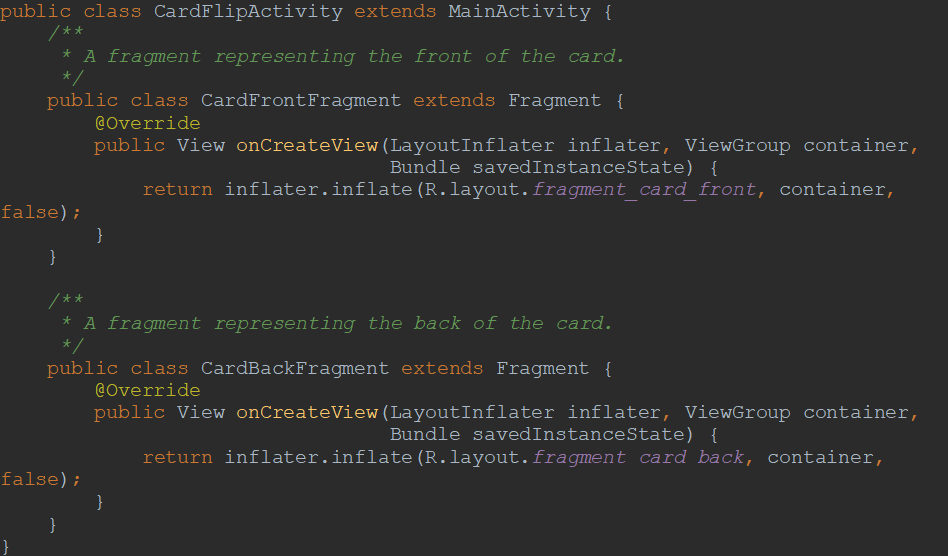 public class CardFlipActivity extends MainActivity {
    /**
     * A fragment representing the front of the card.
     */
    public class CardFrontFragment extends Fragment {
        @Override
        public View onCreateView(LayoutInflater inflater, ViewGroup container,
                                 Bundle savedInstanceState) {
            return inflater.inflate(R.layout.fragment_card_front, container,
false);
        }
    }

    /**
     * A fragment representing the back of the card.
     */
    public class CardBackFragment extends Fragment {
        @Override
        public View onCreateView(LayoutInflater inflater, ViewGroup container,
                                 Bundle savedInstanceState) {
            return inflater.inflate(R.layout.fragment card back, container,
false);
        }
    }
}